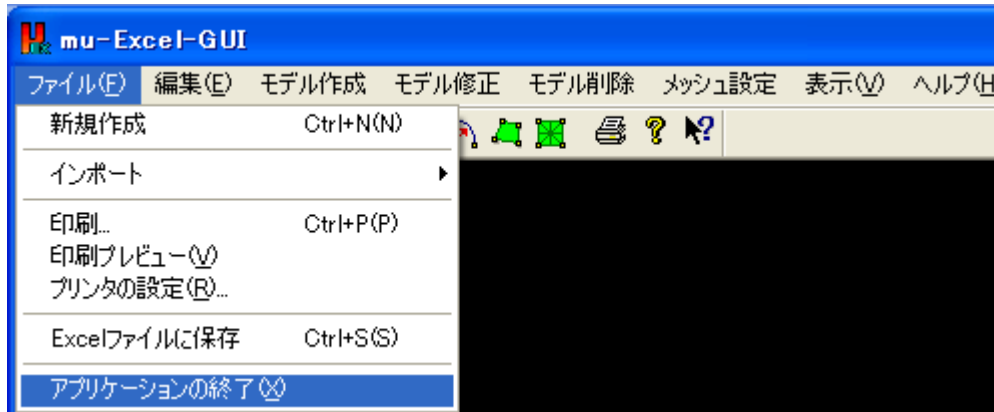 mu-Excel-GUI
ファイル(F) 編集(E) モデル作成 モデル修正 モデル削除 メッシュ設定 表示(V) ヘルプ(H
新規作成 Ctrl+N(N)
インポート
印刷... Ctrl+P(P)
印刷プレビュー(V)
プリンタの設定(R)...
Excelファイルに保存 Ctrl+S(S)
アプリケーションの終了(X)